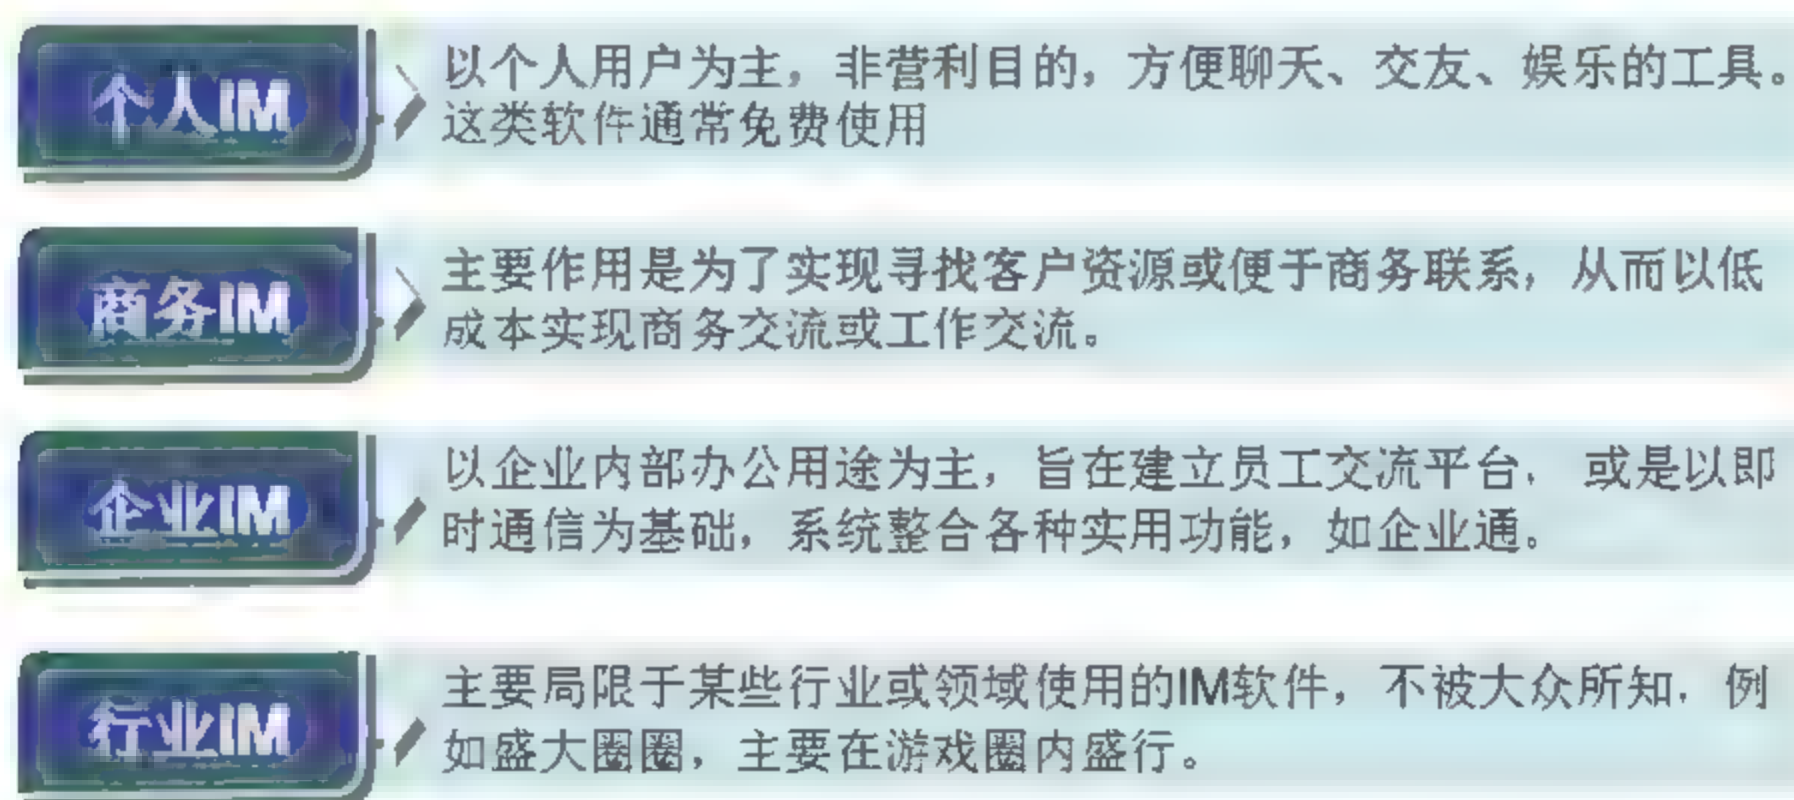 个人IM
以个人用户为主，非营利目的，方便聊天、交友、娱乐的工具。
这类软件通常免费使用
商务IM
主要作用是为了实现寻找客户资源或便于商务联系，从而以低
成本实现商务交流或工作交流。
企业IM
以企业内部办公用途为主，旨在建立员工交流平台， 或是以即
时通信为基础，系统整合各种实用功能，如企业通。
行业IM
主要局限于某些行业或领域使用的IM软件，不被大众所知，例
如盛大圈圈，主要在游戏圈内盛行。